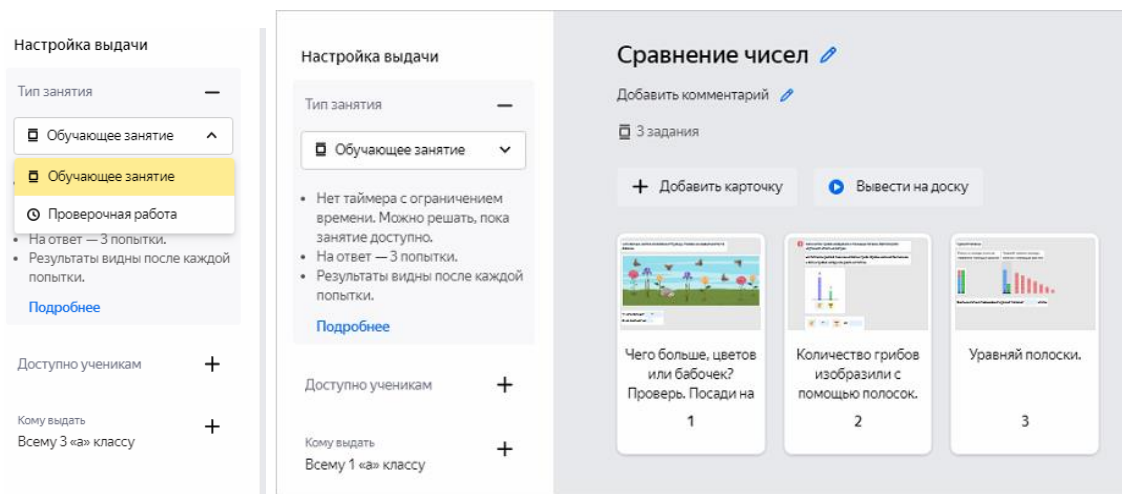 Настройка выдачи
Тип занятия
Обучающее занятие
Обучающее занятие
Проверочная работа
На ответ — 3 попытки.
Результаты видны после каждой
попытки.
Подробнее
Доступно ученикам
Кому выдать
Всему 3 «а» классу
Настройка выдачи
Тип занятия
Обучающее занятие
Нет таймера с ограничением
времени. Можно решать, пока
занятие доступно.
На ответ — 3 попытки.
Результаты видны после каждой
попытки.
Подробнее
Доступно ученикам
Кому выдать
Всему 1 «а» классу
Сравнение чисел
Добавить комментарий
3 задания
Добавить карточку
Вывести на доску
Чего больше, цветов
или бабочек?
Проверь. Посади на
1
Количество грибов
изобразили с
помощью полосок.
2
Уравняй полоски.
3